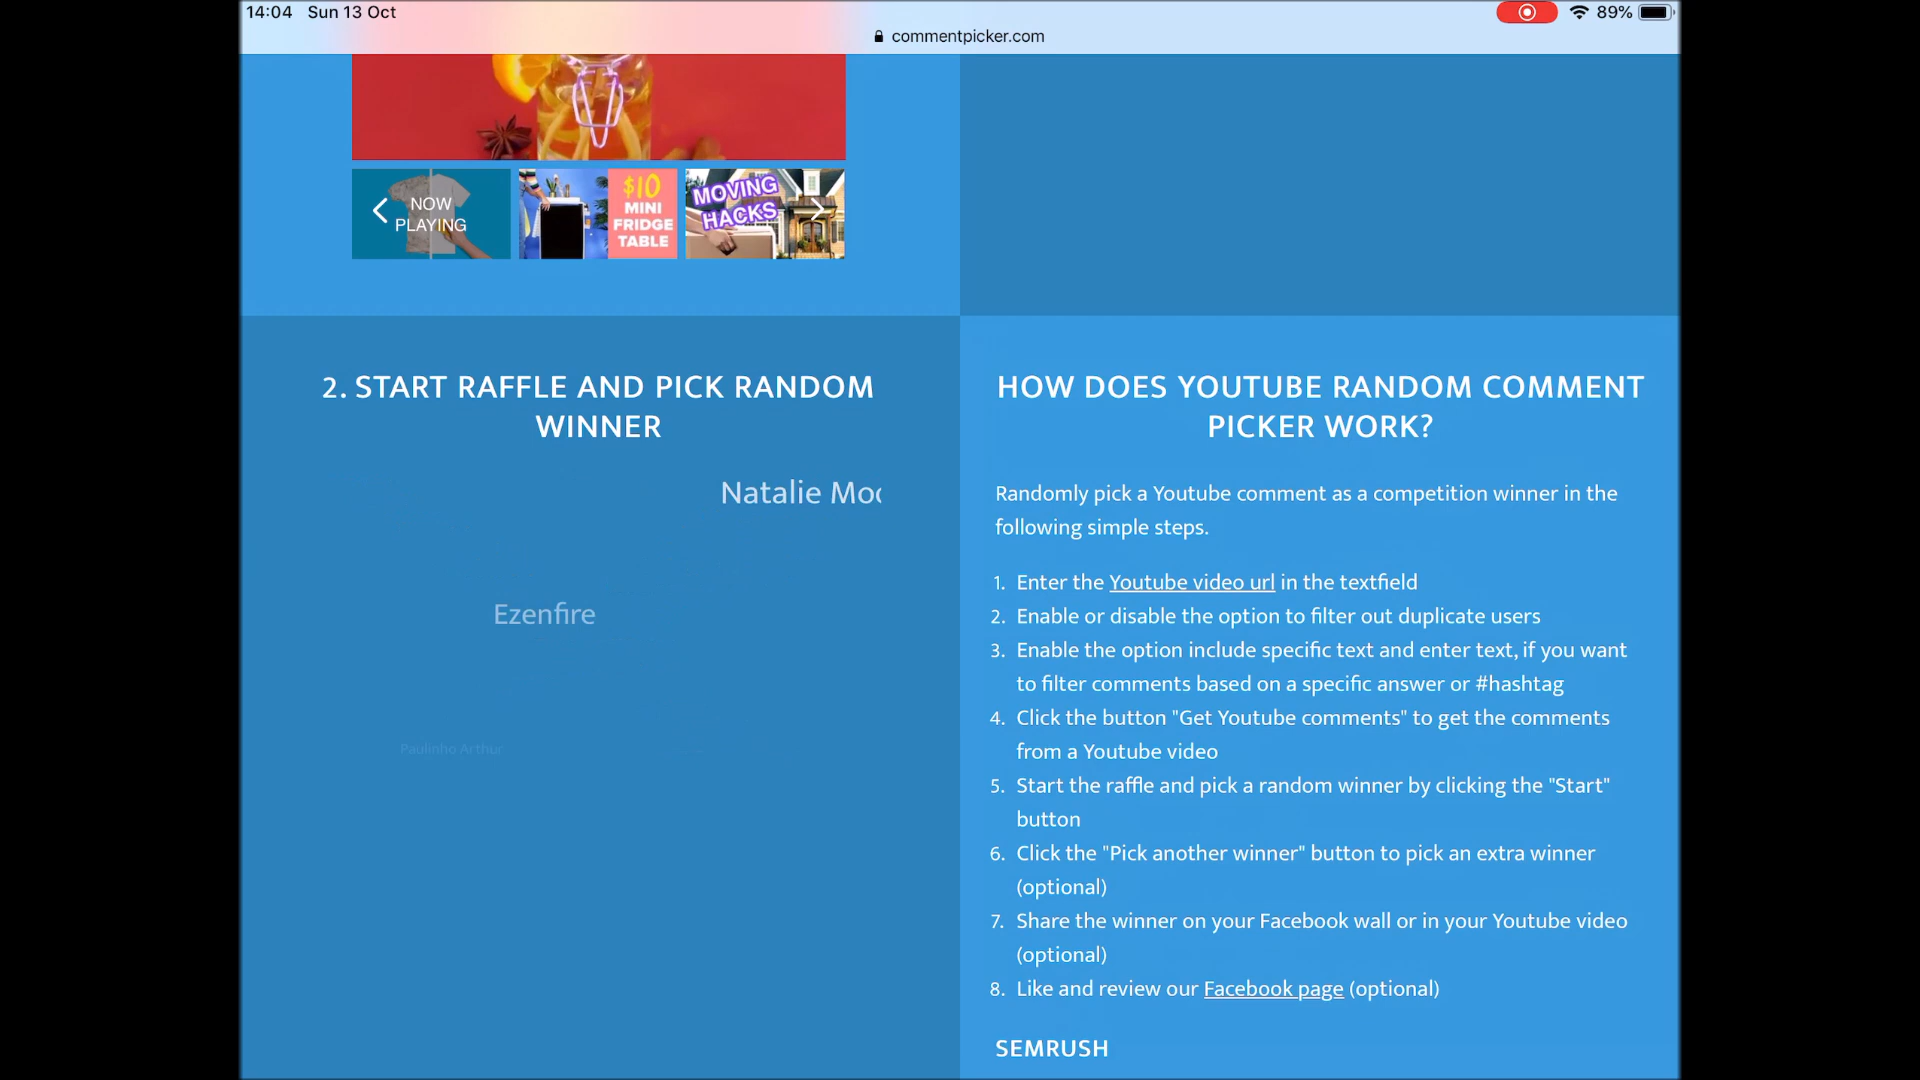 14:04 Sun 13 Oct
89%
commentpicker.com
NOW
PLAYING
$10
MINI
FRIDGE
TABLE
MOVING
HACKS
2. START RAFFLE AND PICK RANDOM
WINNER
Natalie
Ezenfire
Paulinho Arthur
HOW DOES YOUTUBE RANDOM COMMENT
PICKER WORK?
Randomly pick a Youtube comment as a competition winner in the
following simple steps.
1. Enter the Youtube video url in the textfield
2. Enable or disable the option to filter out duplicate users
3. Enable the option include specific text and enter text, if you want
to filter comments based on a specific answer or #hashtag
4. Click the button "Get Youtube comments" to get the comments
from a Youtube video
5. Start the raffle and pick a random winner by clicking the "Start"
button
6. Click the "Pick another winner" button to pick an extra winner
(optional)
7. Share the winner on your Facebook wall or in your Youtube video
(optional)
8. Like and review our Facebook page (optional)
SEMRUSH